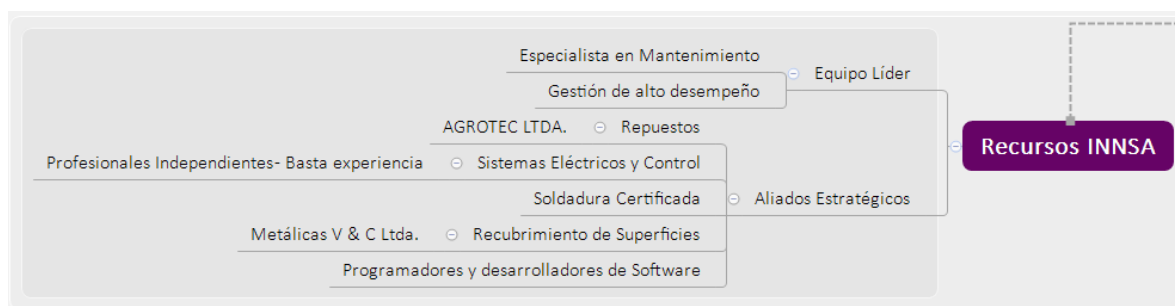 Especialista en Mantenimiento
Equipo Líder
Gestión de alto desempeño
AGROTEC LTDA.
Repuestos
Recursos INNSA
Profesionales Independientes- Basta experiencia
Sistemas Eléctricos y Control
Soldadura Certificada
Aliados Estratégicos
Metálicas V & C Ltda.
Recubrimiento de Superficies
Programadores y desarrolladores de Software